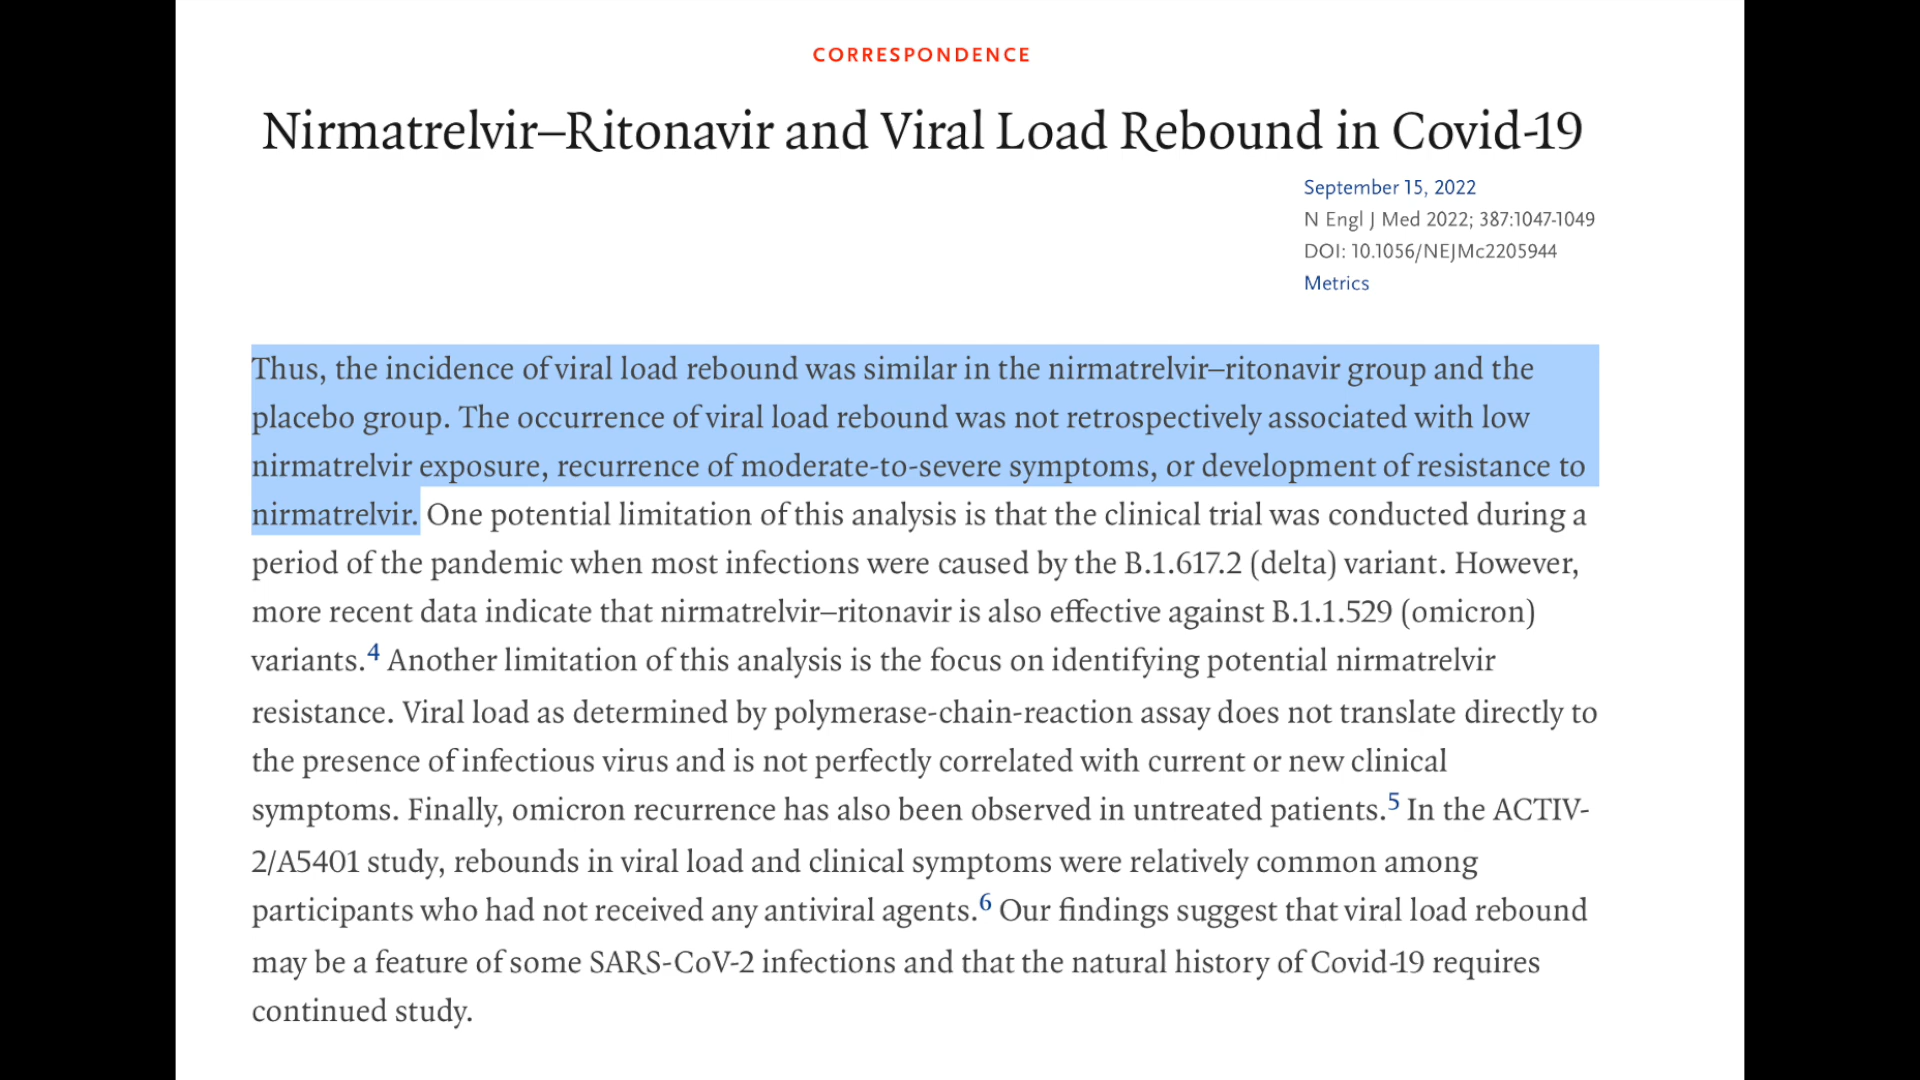 CORRESPONDENCE
Nirmatrelvir–Ritonavir and Viral Load Rebound in Covid-19
September 15, 2022
N Engl J Med 2022; 387:1047-1049
DOI: 10.1056/NEJMc2205944
Metrics
Thus, the incidence of viral load rebound was similar in the nirmatrelvir–ritonavir group and the
placebo group. The occurrence of viral load rebound was not retrospectively associated with low
nirmatrelvir exposure, recurrence of moderate-to-severe symptoms, or development of resistance to
nirmatrelvir. One potential limitation of this analysis is that the clinical trial was conducted during a
period of the pandemic when most infections were caused by the B.1.617.2 (delta) variant. However,
more recent data indicate that nirmatrelvir–ritonavir is also effective against B.1.1.529 (omicron)
variants.4 Another limitation of this analysis is the focus on identifying potential nirmatrelvir
resistance. Viral load as determined by polymerase-chain-reaction assay does not translate directly to
the presence of infectious virus and is not perfectly correlated with current or new clinical
symptoms. Finally, omicron recurrence has also been observed in untreated patients.5 In the ACTIV-
2/A5401 study, rebounds in viral load and clinical symptoms were relatively common among
participants who had not received any antiviral agents.6 Our findings suggest that viral load rebound
may be a feature of some SARS-CoV-2 infections and that the natural history of Covid-19 requires
continued study.